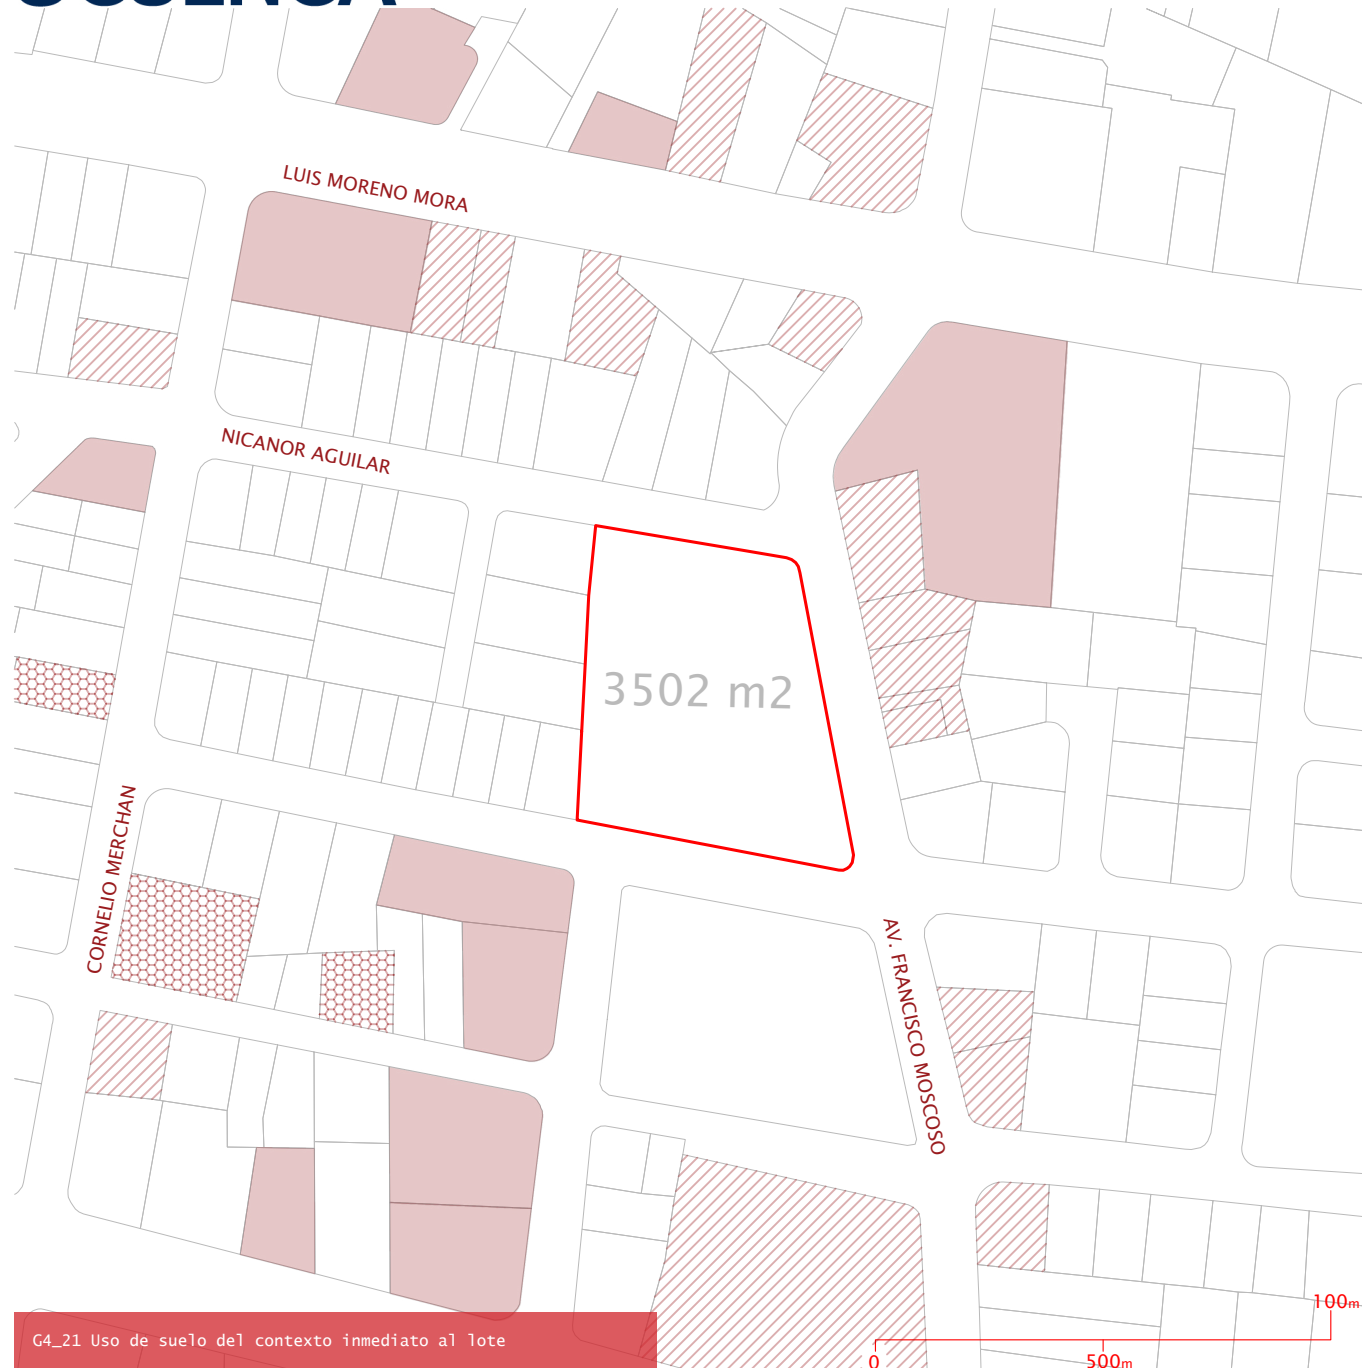 LUIS MORENO MORA
NICANOR AGUILAR
3502 m2
CORNELIO MERCHAN
AV. FRANCISCO MOSCOSO
100m
G4_21 Uso de suelo del contexto inmediato al lote
0
500m